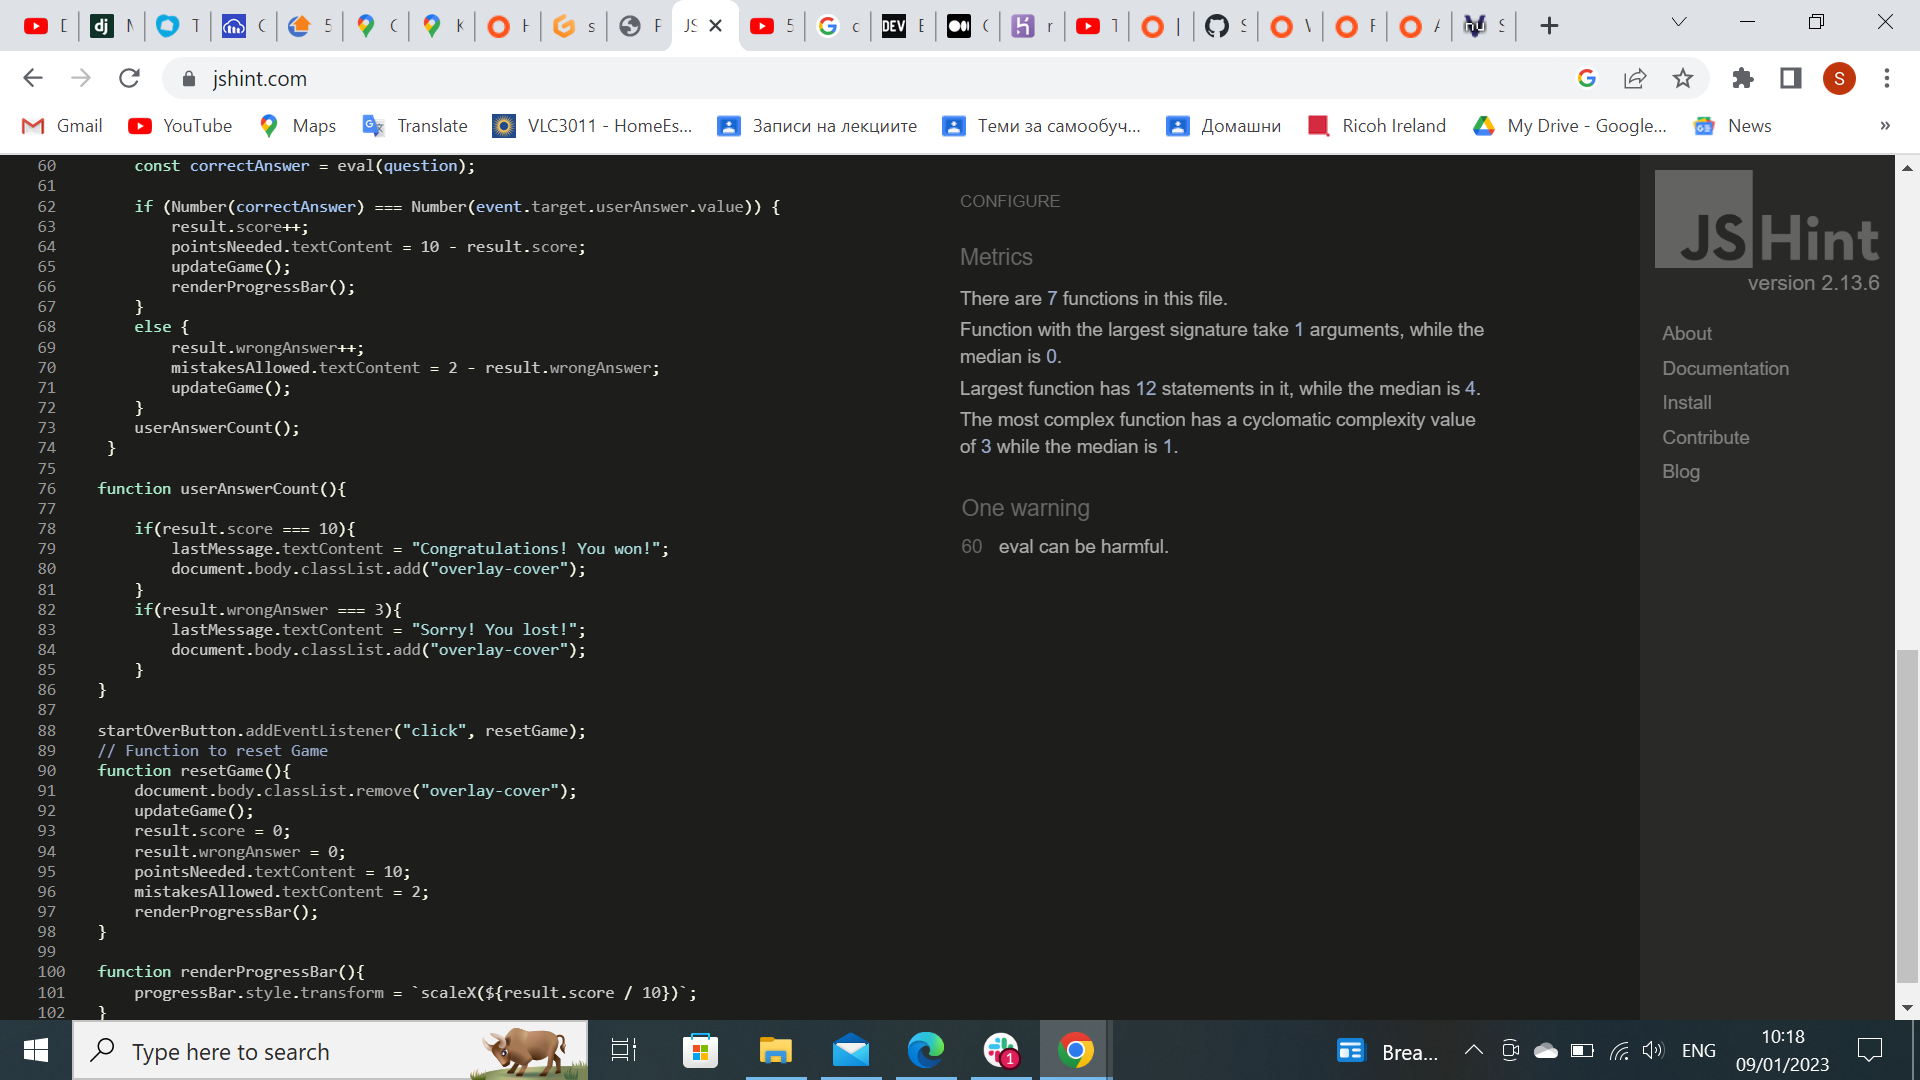 jshint.com
Gmail YouTube Maps Translate VLC3011 - HomeEs... Записи на лекциите Теми за самообуч... Домашни Ricoh Ireland My Drive - Google... News »
60 const correctAnswer = eval(question);
61
62 if (Number(correctAnswer) === Number(event.target.userAnswer.value)) {
63 result.score++;
64 pointsNeeded.textContent = 10 - result.score;
65 updateGame();
66 renderProgressBar();
67 }
68 else {
69 result.wrongAnswer++;
70 mistakesAllowed.textContent = 2 - result.wrongAnswer;
71 updateGame();
72 }
73 userAnswerCount();
74 }
75
76 function userAnswerCount(){
77
78 if(result.score === 10){
79 lastMessage.textContent = "Congratulations! You won!";
80 document.body.classList.add("overlay-cover");
81 }
82 if(result.wrongAnswer === 3){
83 lastMessage.textContent = "Sorry! You lost!";
84 document.body.classList.add("overlay-cover");
85 }
86 }
87
88 startOverButton.addEventListener("click", resetGame);
89 // Function to reset Game
90 function resetGame(){
91 document.body.classList.remove("overlay-cover");
92 updateGame();
93 result.score = 0;
94 result.wrongAnswer = 0;
95 pointsNeeded.textContent = 10;
96 mistakesAllowed.textContent = 2;
97 renderProgressBar();
98 }
99
100 function renderProgressBar(){
101 progressBar.style.transform = `scaleX(${result.score / 10})`;
102 }
CONFIGURE
Metrics
There are 7 functions in this file.
Function with the largest signature take 1 arguments, while the
median is 0.
Largest function has 12 statements in it, while the median is 4.
The most complex function has a cyclomatic complexity value
of 3 while the median is 1.
One warning
60 eval can be harmful.
JSHint
version 2.13.6
About
Documentation
Install
Contribute
Blog
Type here to search
1
Brea...
ENG
10:18
09/01/2023